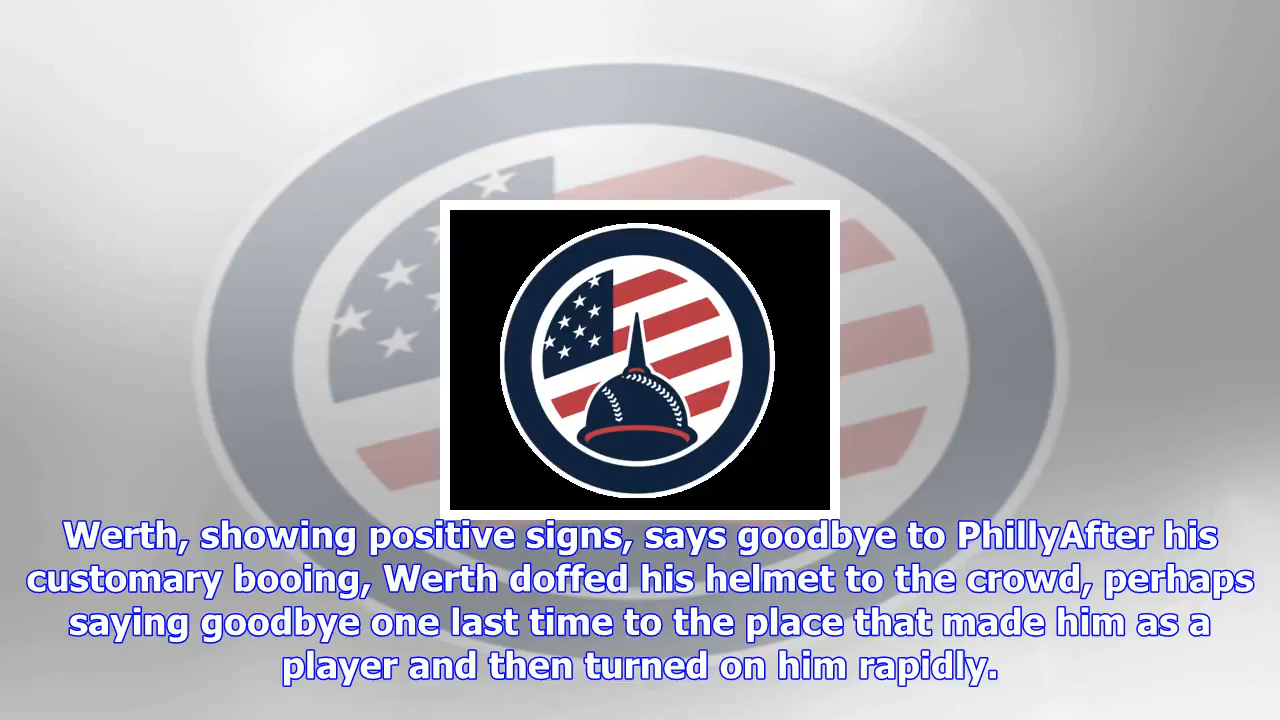 Werth, showing positive signs, says goodbye to PhillyAfter his
customary booing, Werth doffed his helmet to the crowd, perhaps
saying goodbye one last time to the place that made him as a
player and then turned on him rapidly.